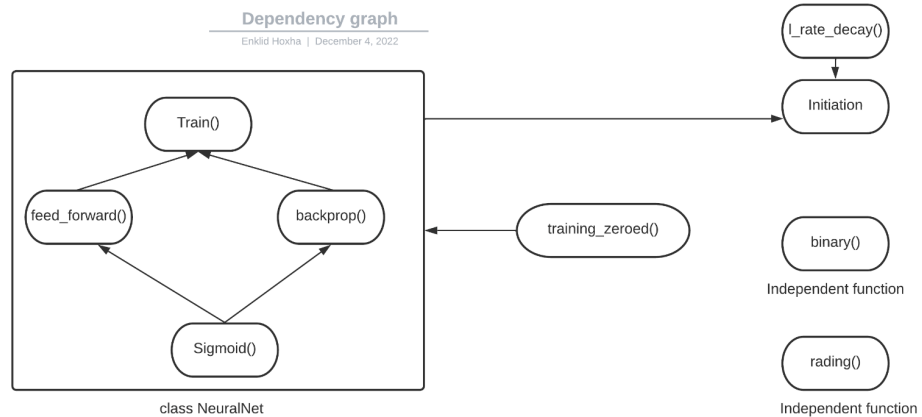 Dependency graph
Enklid Hoxha | December 4, 2022
l_rate_decay()
Initiation
Train()
feed_forward()
backprop()
training_zeroed()
binary()
Independent function
Sigmoid()
rading()
class NeuralNet
Independent function